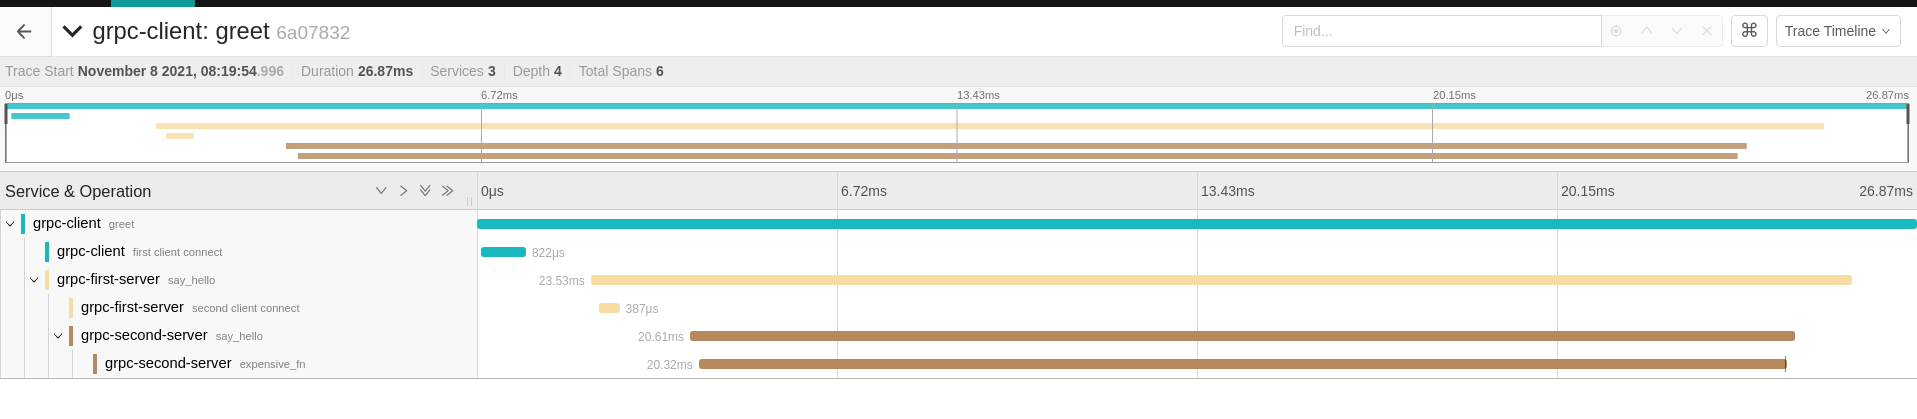 grpc-client: greet 6a07832
Find...
⌘
Trace Timeline
Trace Start November 8 2021, 08:19:54.996 Duration 26.87ms Services 3 Depth 4 Total Spans 6
0μs 6.72ms 13.43ms 20.15ms 26.87ms
Service & Operation 0μs 6.72ms 13.43ms 20.15ms 26.87ms
grpc-client greet
grpc-client first client connect 822μs
grpc-first-server say_hello 23.53ms
grpc-first-server second client connect 387μs
grpc-second-server say_hello 20.61ms
grpc-second-server expensive_fn 20.32ms